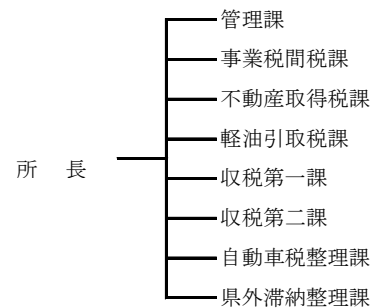 管理課
事業税間税課
不動産取得税課
軽油引取税課
所　長
収税第一課
収税第二課
自動車税整理課
県外滞納整理課